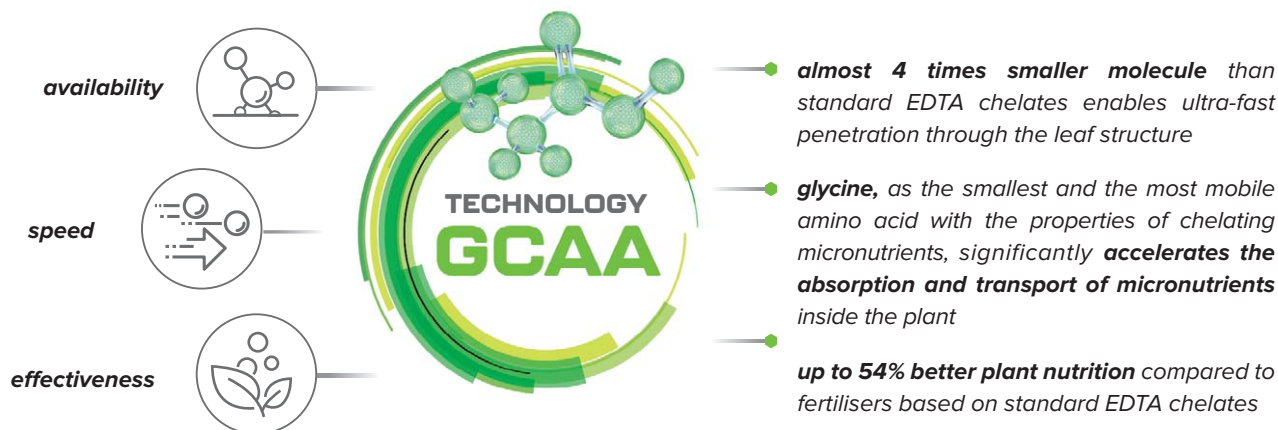 availability
speed
effectiveness
TECHNOLOGY
GCAA
almost 4 times smaller molecule than
standard EDTA chelates enables ultra-fast
penetration through the leaf structure
glycine, as the smallest and the most mobile
amino acid with the properties of chelating
micronutrients, significantly accelerates the
absorption and transport of micronutrients
inside the plant
up to 54% better plant nutrition compared to
fertilisers based on standard EDTA chelates